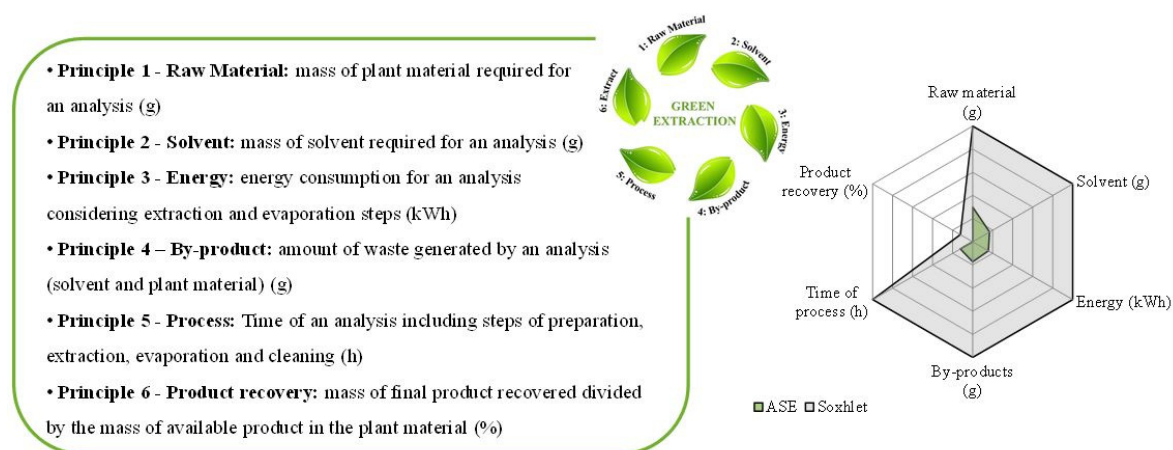 • Principle 1 - Raw Material: mass of plant material required for
an analysis (g)
• Principle 2 - Solvent: mass of solvent required for an analysis (g)
• Principle 3 - Energy: energy consumption for an analysis
considering extraction and evaporation steps (kWh)
• Principle 4 – By-product: amount of waste generated by an analysis
(solvent and plant material) (g)
• Principle 5 - Process: Time of an analysis including steps of preparation,
extraction, evaporation and cleaning (h)
• Principle 6 - Product recovery: mass of final product recovered divided
by the mass of available product in the plant material (%)
1: Raw Material
2: Solvent
3: Energy
4: By-product
5: Process
6: Extract
GREEN
EXTRACTION
Raw material
(g)
Solvent (g)
Energy (kWh)
By-products
(g)
Time of
process (h)
Product
recovery (%)
ASE
Soxhlet